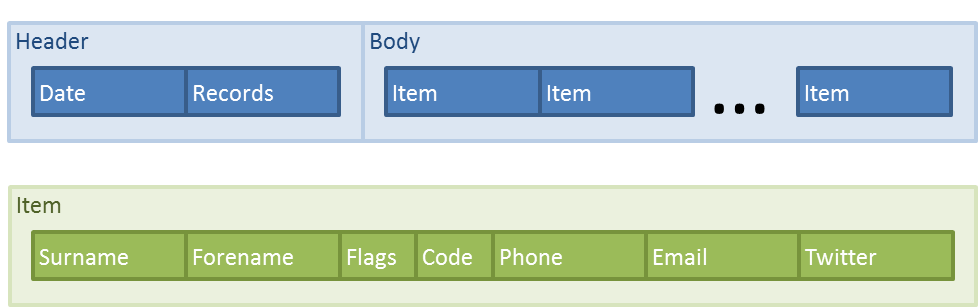 Header Body
Date Records Item Item ... Item
Item
Surname Forename Flags Code Phone Email Twitter